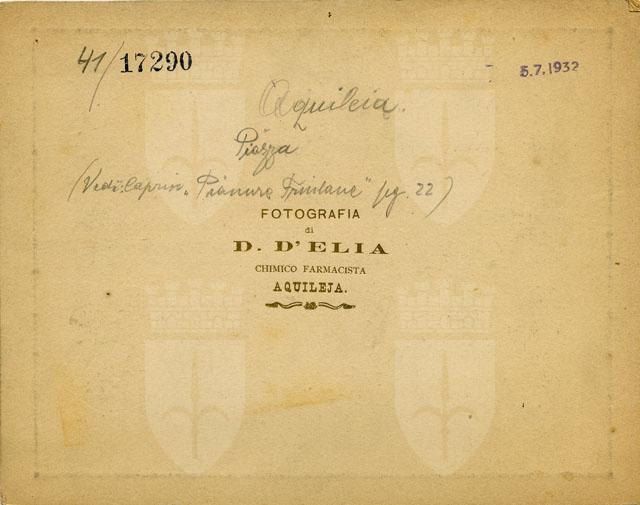 41/17290
5.7.1932
Aquileia.
Piazza
(Vedi: Caprin, "Pianure Friulane" pg. 22)
FOTOGRAFIA
di
D. D'ELIA
CHIMICO FARMACISTA
AQUILEJA.